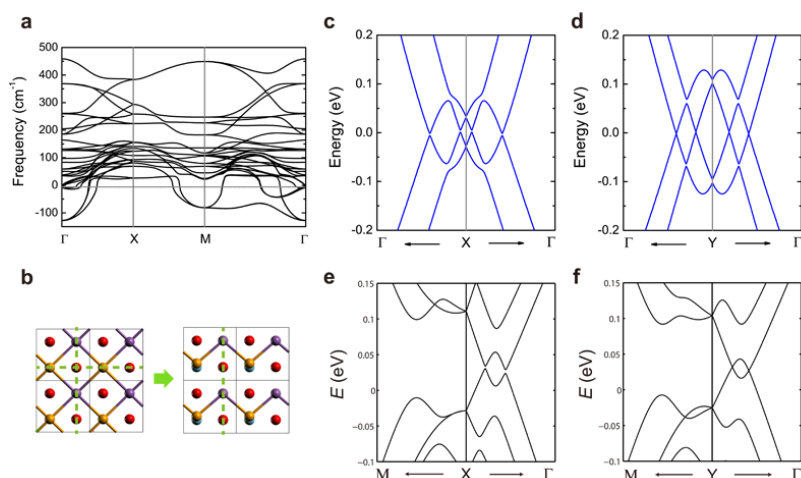 a
500
400
300
200
100
0
-100
Frequency (cm⁻¹)
Γ X M Γ
b
c
0.2
0.1
0.0
-0.1
-0.2
Energy (eV)
Γ ← X → Γ
d
0.2
0.1
0.0
-0.1
-0.2
Energy (eV)
Γ ← Y → Γ
e
0.15
0.1
0.05
0
-0.05
-0.1
E (eV)
M ← X → Γ
f
0.15
0.1
0.05
0
-0.05
-0.1
E (eV)
M ← Y → Γ